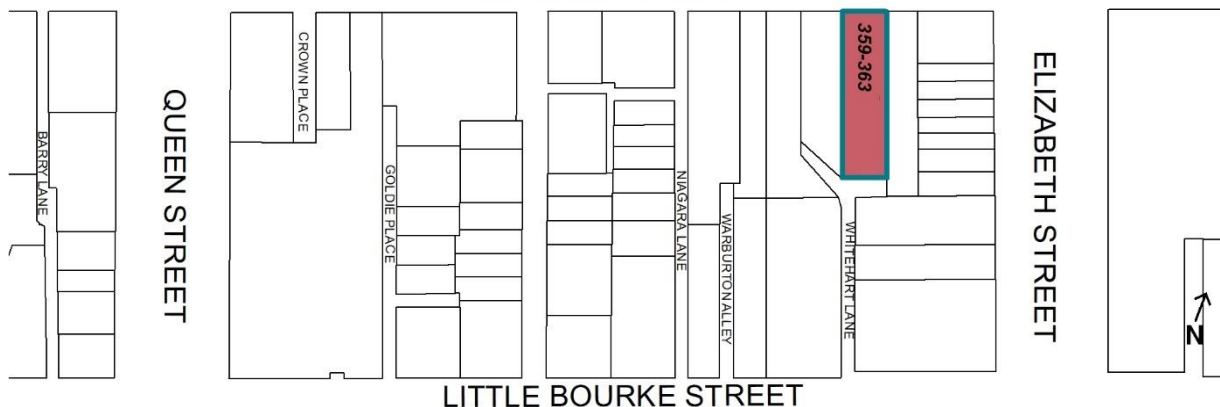 BARRY LANE
QUEEN STREET
CROWN PLACE
GOLDIE PLACE
NIAGARA LANE
WARBURTON ALLEY
WHITEHART LANE
359-363
ELIZABETH STREET
N
LITTLE BOURKE STREET